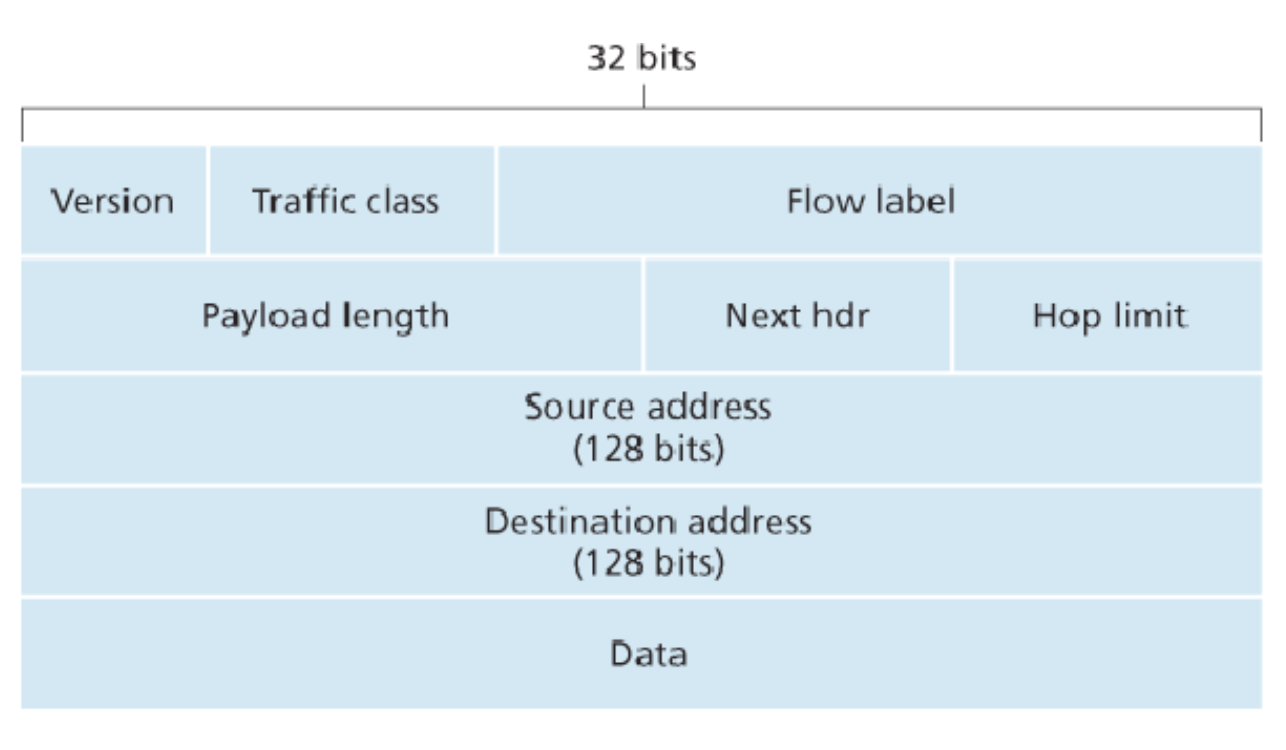 32 bits
Version
Traffic class
Flow label
Payload length
Next hdr
Hop limit
Source address
(128 bits)
Destination address
(128 bits)
Data